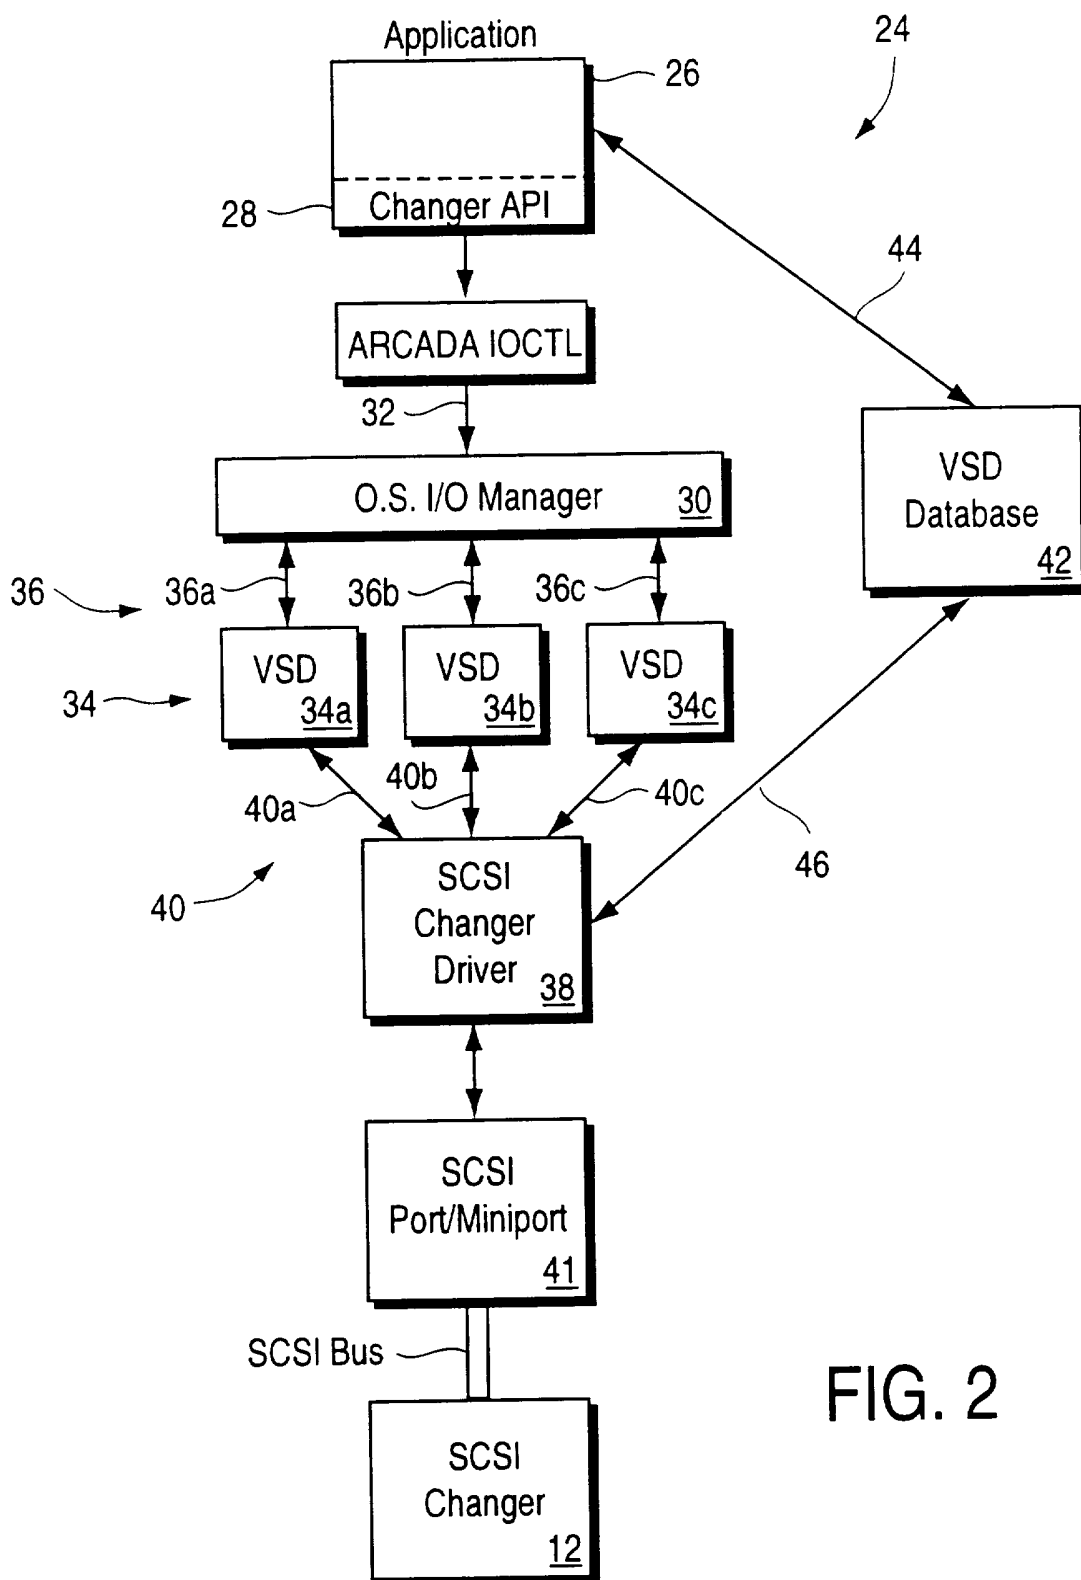 Application
24
26
28
Changer API
44
ARCADA IOCTL
32
O.S. I/O Manager
30
VSD
Database
42
36
36a
36b
36c
34
VSD
34a
VSD
34b
VSD
34c
40a
40b
40c
40
46
SCSI
Changer
Driver
38
SCSI
Port/Miniport
41
SCSI Bus
SCSI
Changer
12
FIG. 2